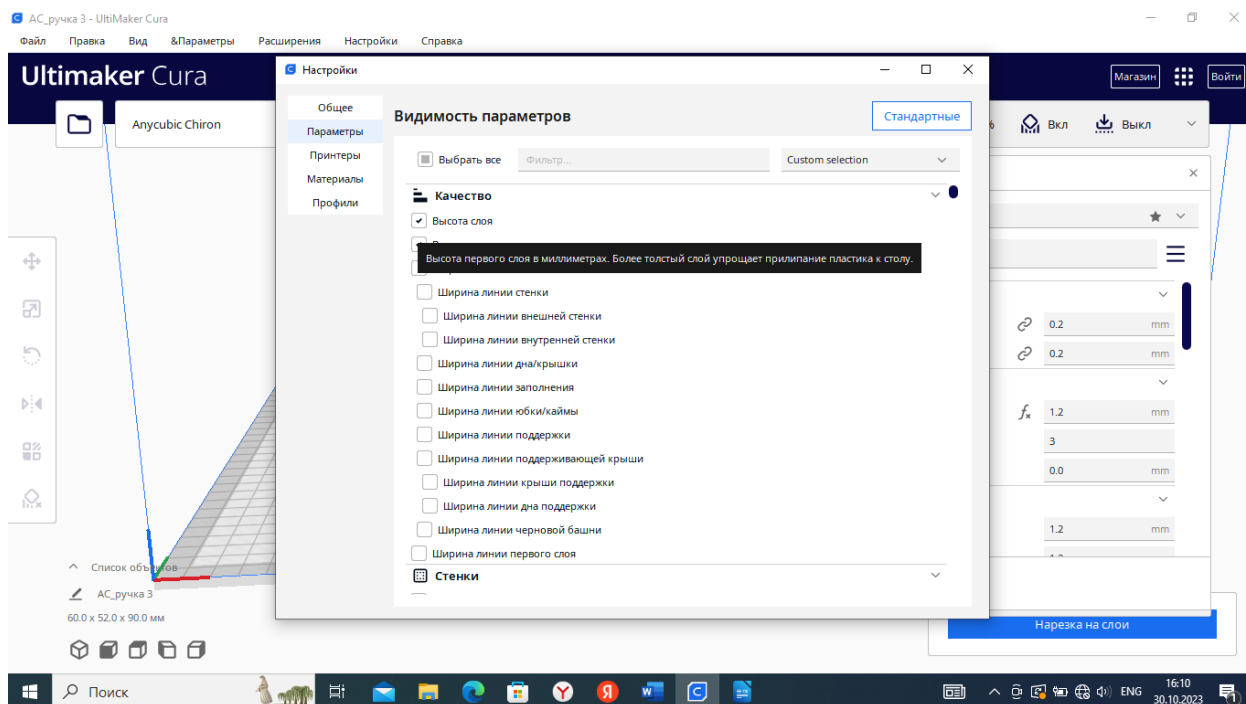 АС_ручка 3 - UltiMaker Cura
Файл Правка Вид &Параметры Расширения Настройки Справка
Ultimaker Cura
Магазин
Войти
Anycubic Chiron
Вкл
Выкл
Настройки
Общее
Параметры
Принтеры
Материалы
Профили
Видимость параметров
Стандартные
Выбрать все
Фильтр...
Custom selection
Качество
Высота слоя
Высота первого слоя в миллиметрах. Более толстый слой упрощает прилипание пластика к столу.
Ширина линии стенки
Ширина линии внешней стенки
Ширина линии внутренней стенки
Ширина линии дна/крышки
Ширина линии заполнения
Ширина линии юбки/каймы
Ширина линии поддержки
Ширина линии поддерживающей крыши
Ширина линии крыши поддержки
Ширина линии дна поддержки
Ширина линии черновой башни
Ширина линии первого слоя
Стенки
0.2 mm
0.2 mm
1.2 mm
3
0.0 mm
1.2 mm
Список объектов
АС_ручка 3
60.0 x 52.0 x 90.0 мм
Нарезка на слои
Поиск
ENG
16:10
30.10.2023